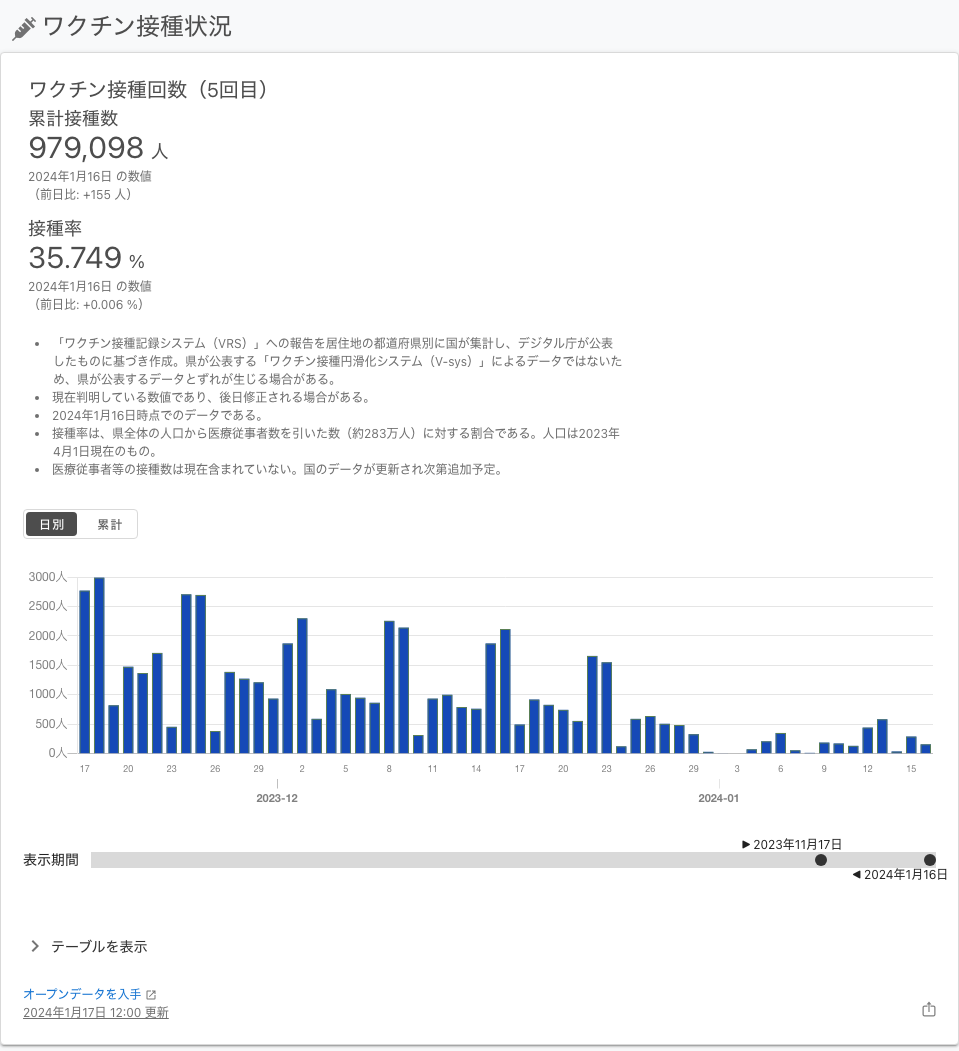 ワクチン接種状況
ワクチン接種回数（5回目）
累計接種数
979,098 人
2024年1月16日 の数値
（前日比: +155 人）
接種率
35.749 %
2024年1月16日 の数値
（前日比: +0.006 %）
「ワクチン接種記録システム（VRS）」への報告を居住地の都道府県別に国が集計し、デジタル庁が公表
したものに基づき作成。県が公表する「ワクチン接種円滑化システム（V-sys）」によるデータではないた
め、県が公表するデータとずれが生じる場合がある。
現在判明している数値であり、後日修正される場合がある。
2024年1月16日時点でのデータである。
接種率は、県全体の人口から医療従事者数を引いた数（約283万人）に対する割合である。人口は2023年
4月1日現在のもの。
医療従事者等の接種数は現在含まれていない。国のデータが更新され次第追加予定。
日別 累計
3000人
2500人
2000人
1500人
1000人
500人
0人
17 20 23 26 29 2 5 8 11 14 17 20 23 26 29 3 6 9 12 15
2023-12 2024-01
▶ 2023年11月17日
表示期間
◀ 2024年1月16日
テーブルを表示
オープンデータを入手
2024年1月17日 12:00 更新